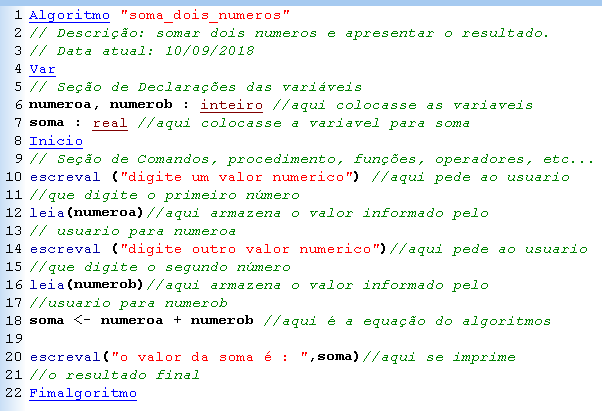 1 Algoritmo "soma_dois_numeros"
2 // Descrição: somar dois numeros e apresentar o resultado.
3 // Data atual: 10/09/2018
4 Var
5 // Seção de Declarações das variáveis
6 numeroa, numerob : inteiro //aqui colocasse as variaveis
7 soma : real //aqui colocasse a variavel para soma
8 Inicio
9 // Seção de Comandos, procedimento, funções, operadores, etc...
10 escreval ("digite um valor numerico") //aqui pede ao usuario
11 //que digite o primeiro número
12 leia(numeroa)//aqui armazena o valor informado pelo
13 // usuario para numeroa
14 escreval ("digite outro valor numerico")//aqui pede ao usuario
15 //que digite o segundo número
16 leia(numerob)//aqui armazena o valor informado pelo
17 //usuario para numerob
18 soma <- numeroa + numerob //aqui é a equação do algoritmos
19
20 escreval("o valor da soma é : ",soma)//aqui se imprime
21 //o resultado final
22 Fimalgoritmo